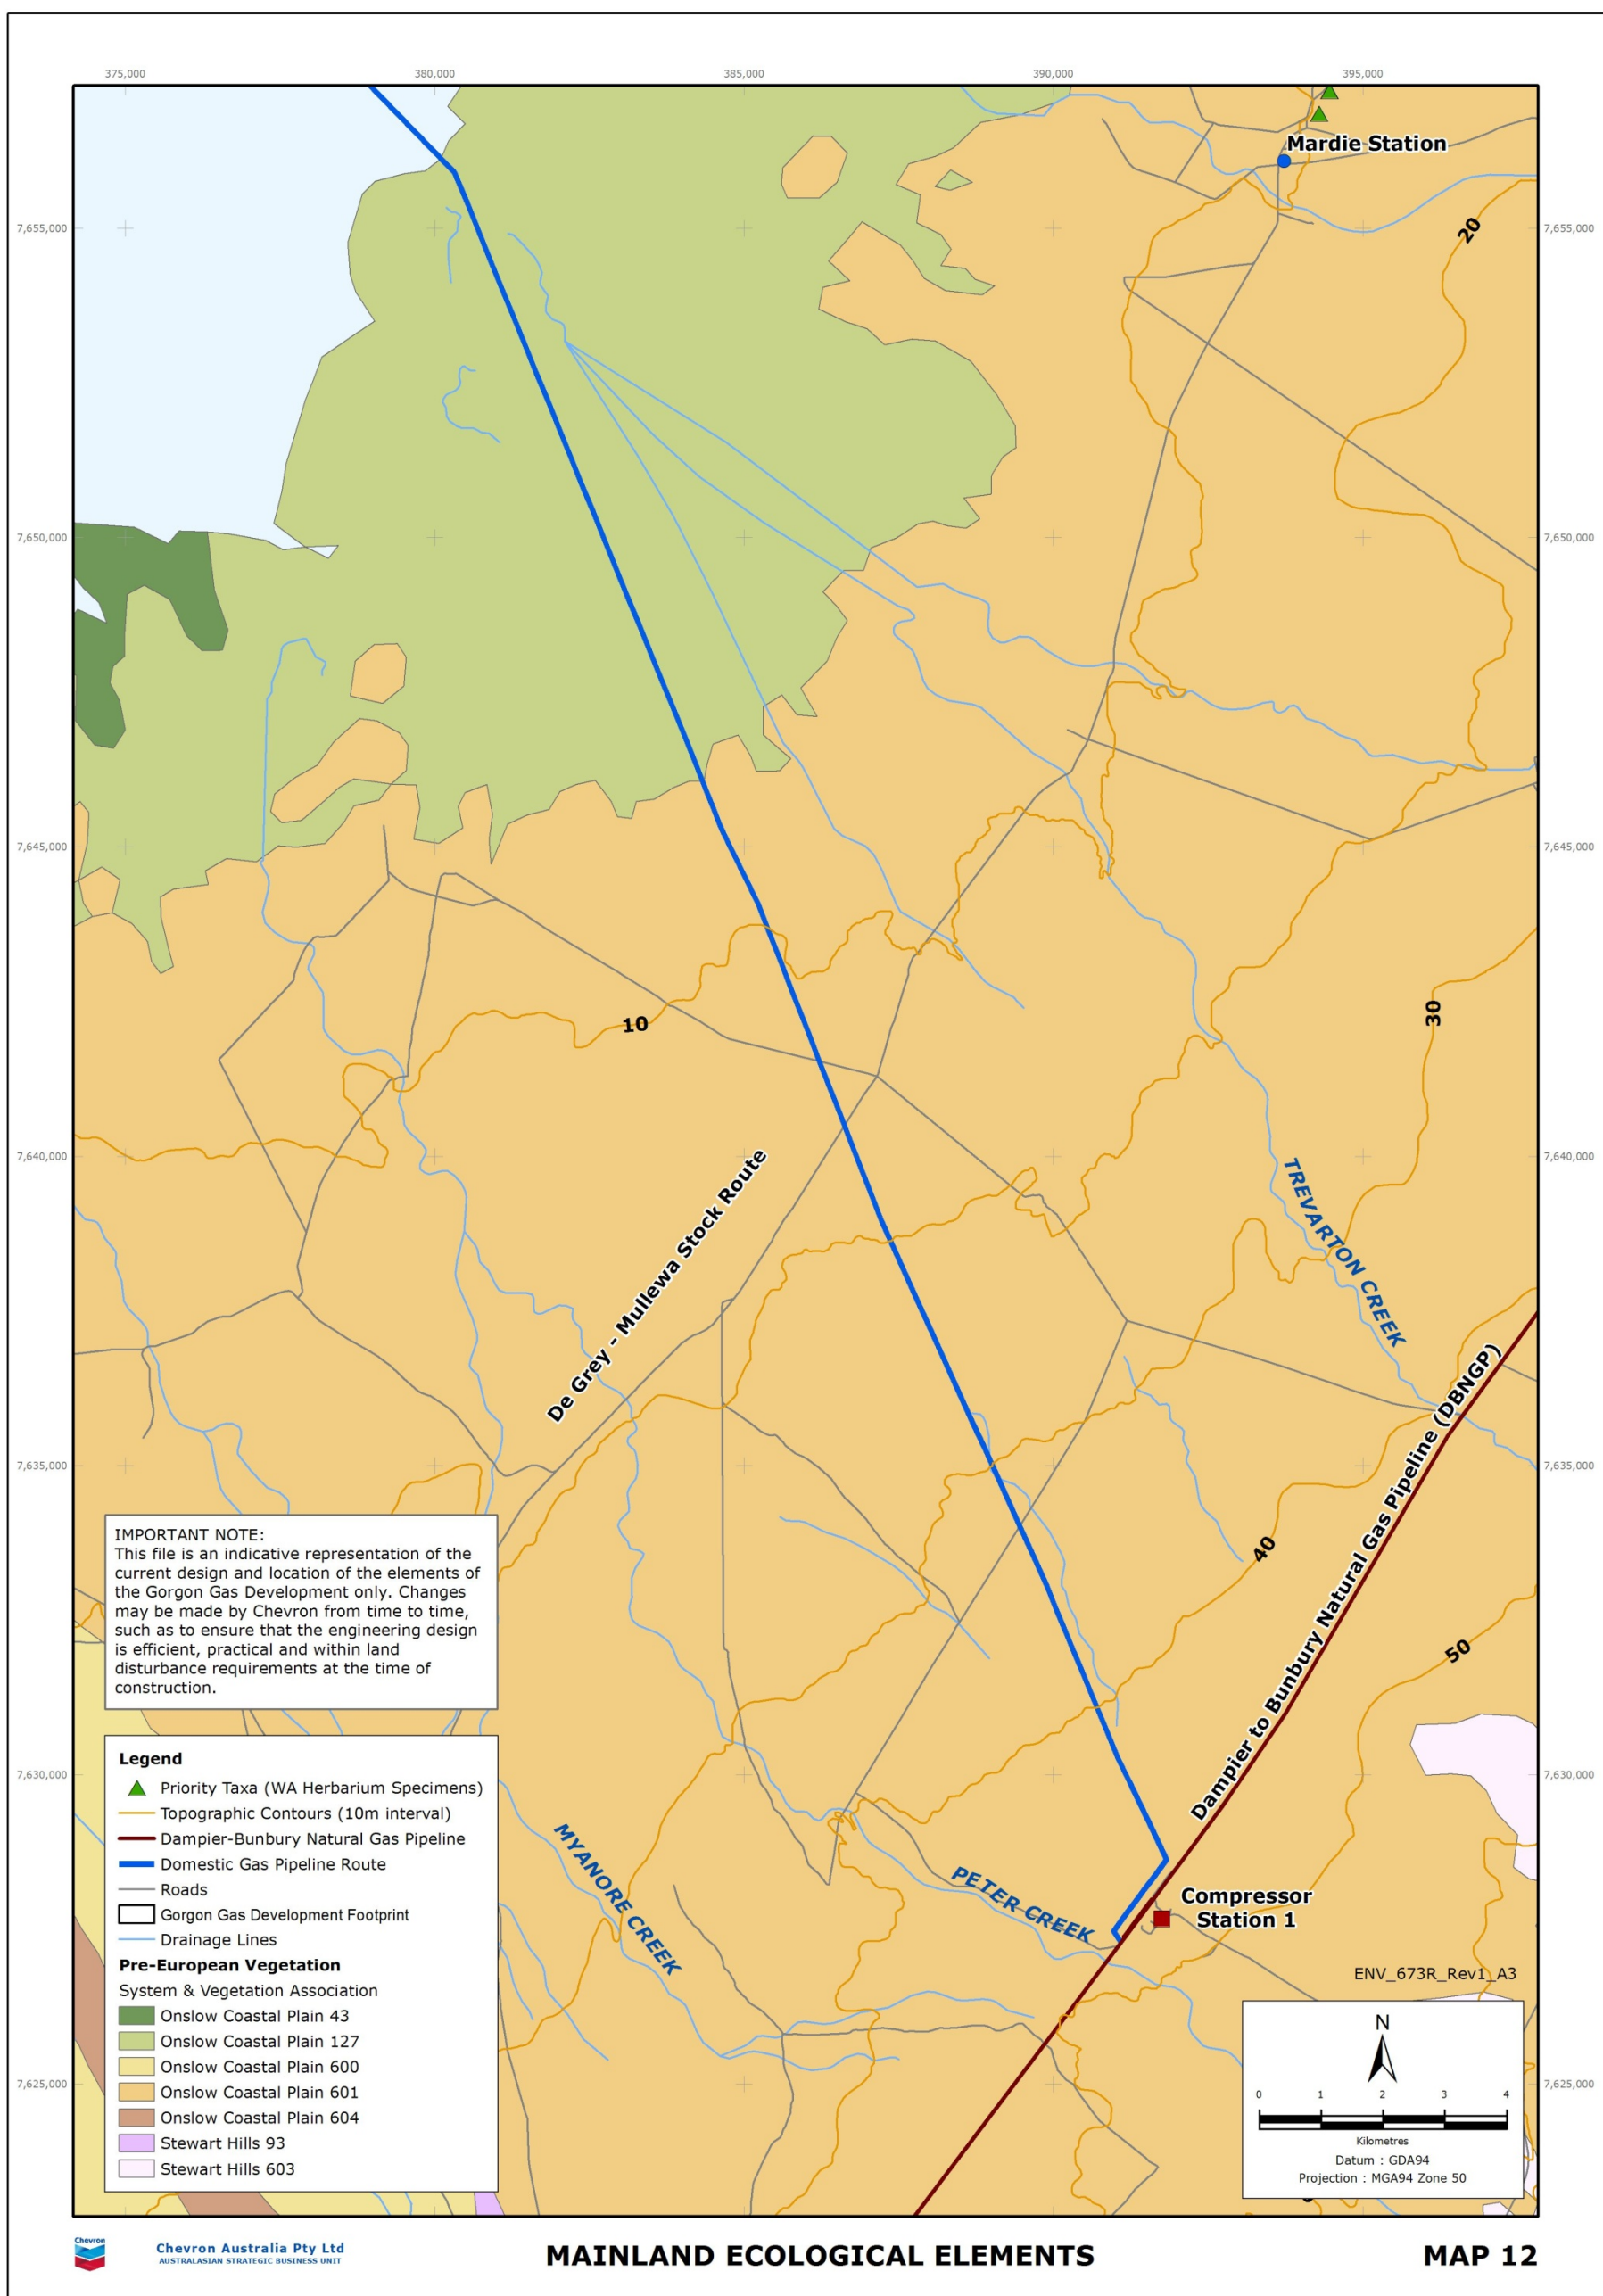 375,000 380,000 385,000 390,000 395,000
Mardie Station
7,655,000 7,655,000
20
7,650,000 7,650,000
7,645,000 7,645,000
10
30
7,640,000 7,640,000
De Grey - Mullewa Stock Route
TREVARTON CREEK
7,635,000 7,635,000
Dampier to Bunbury Natural Gas Pipeline (DBNGP)
40
50
IMPORTANT NOTE:
This file is an indicative representation of the
current design and location of the elements of
the Gorgon Gas Development only. Changes
may be made by Chevron from time to time,
such as to ensure that the engineering design
is efficient, practical and within land
disturbance requirements at the time of
construction.
7,630,000 7,630,000
MYANORE CREEK
PETER CREEK
Compressor
Station 1
Legend
Priority Taxa (WA Herbarium Specimens)
Topographic Contours (10m interval)
Dampier-Bunbury Natural Gas Pipeline
Domestic Gas Pipeline Route
Roads
Gorgon Gas Development Footprint
Drainage Lines
Pre-European Vegetation
System & Vegetation Association
Onslow Coastal Plain 43
Onslow Coastal Plain 127
Onslow Coastal Plain 600
Onslow Coastal Plain 601
Onslow Coastal Plain 604
Stewart Hills 93
Stewart Hills 603
7,625,000 7,625,000
ENV_673R_Rev1_A3
N
0 1 2 3 4
Kilometres
Datum : GDA94
Projection : MGA94 Zone 50
Chevron
Chevron Australia Pty Ltd
AUSTRALASIAN STRATEGIC BUSINESS UNIT
MAINLAND ECOLOGICAL ELEMENTS
MAP 12